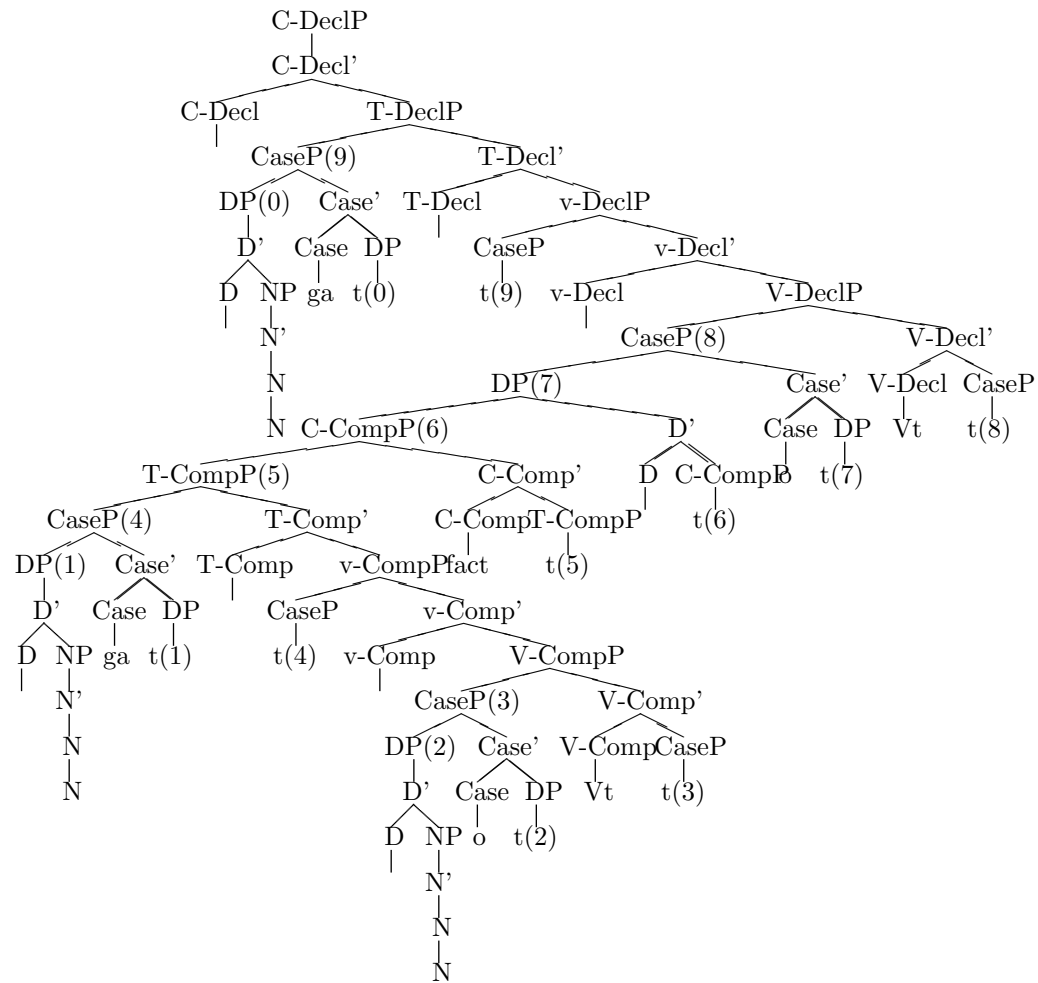 C-DeclP
C-Decl'
C-Decl T-DeclP
CaseP(9) T-Decl'
DP(0) Case' T-Decl v-DeclP
D' Case DP CaseP v-Decl'
D NP ga t(0) t(9) v-Decl V-DeclP
N' CaseP(8) V-Decl'
N DP(7) Case' V-Decl CaseP
N C-CompP(6) D' Case DP Vt t(8)
T-CompP(5) C-Comp' D C-CompP o t(7)
CaseP(4) T-Comp' C-Comp T-CompP t(6)
DP(1) Case' T-Comp v-CompP fact t(5)
D' Case DP CaseP v-Comp'
D NP ga t(1) t(4) v-Comp V-CompP
N' CaseP(3) V-Comp'
N DP(2) Case' V-Comp CaseP
N D' Case DP Vt t(3)
D NP o t(2)
N'
N
N